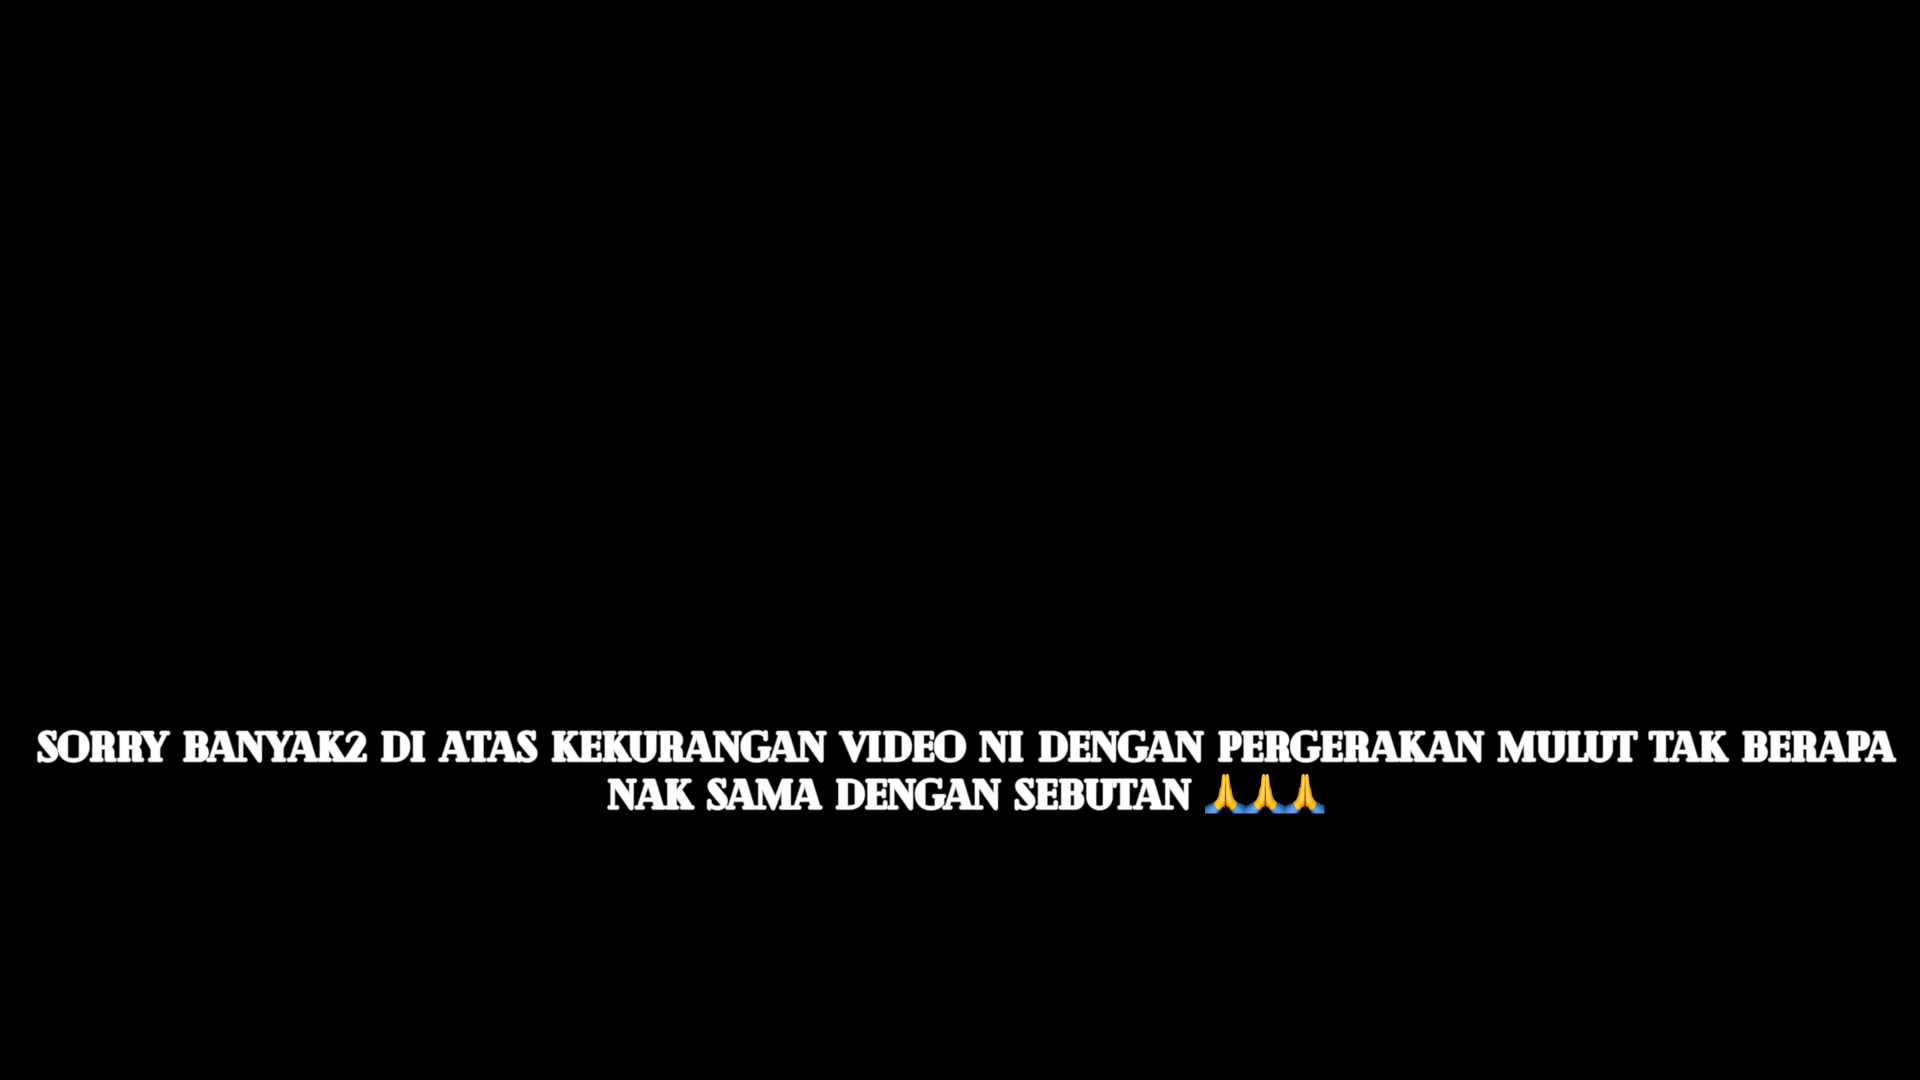 SORRY BANYAK2 DI ATAS KEKURANGAN VIDEO NI DENGAN PERGERAKAN MULUT TAK BERAPA
NAK SAMA DENGAN SEBUTAN 🙏🙏🙏